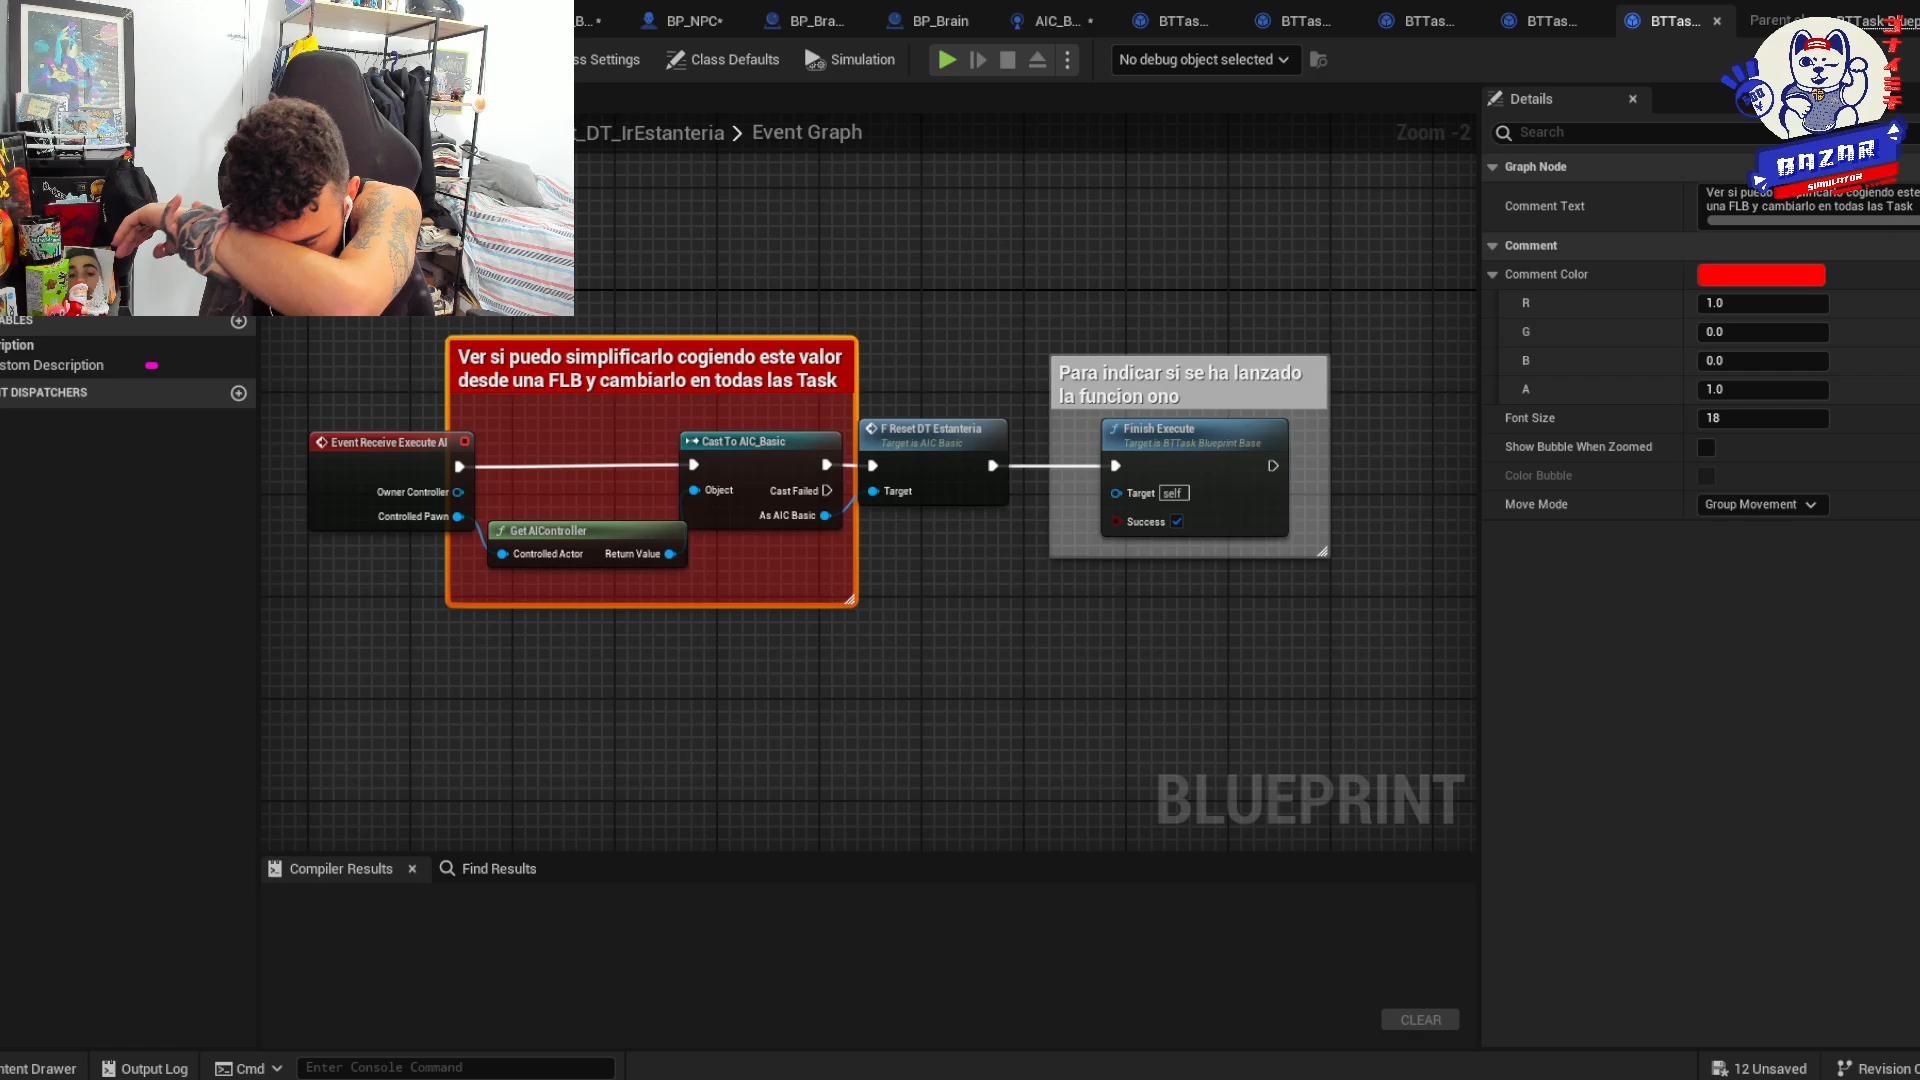 B... *
BP_NPC*
BP_Bra...
BP_Brain
AIC_B... *
BTTas...
BTTas...
BTTas...
BTTas...
BTTas...
ss Settings
Class Defaults
Simulation
No debug object selected
_DT_IrEstanteria > Event Graph
Zoom -2
BAZAR
SIMULATOR
Details
Search
Graph Node
Comment Text
una FLB y cambiarlo en todas las Task
Comment
Comment Color
R
1.0
G
0.0
B
0.0
A
1.0
Font Size
18
Show Bubble When Zoomed
Color Bubble
Move Mode
Group Movement
ABLES
iption
stom Description
T DISPATCHERS
Ver si puedo simplificarlo cogiendo este valor
desde una FLB y cambiarlo en todas las Task
Para indicar si se ha lanzado
la funcion ono
Event Receive Execute AI
Owner Controller
Controlled Pawn
Get AIController
Controlled Actor
Return Value
Cast To AIC_Basic
Object
Cast Failed
As AIC Basic
F Reset DT Estanteria
Target is AIC Basic
Target
Finish Execute
Target is BTTask Blueprint Base
Target self
Success
BLUEPRINT
Compiler Results
Find Results
CLEAR
ntent Drawer
Output Log
Cmd
Enter Console Command
12 Unsaved
Revision C